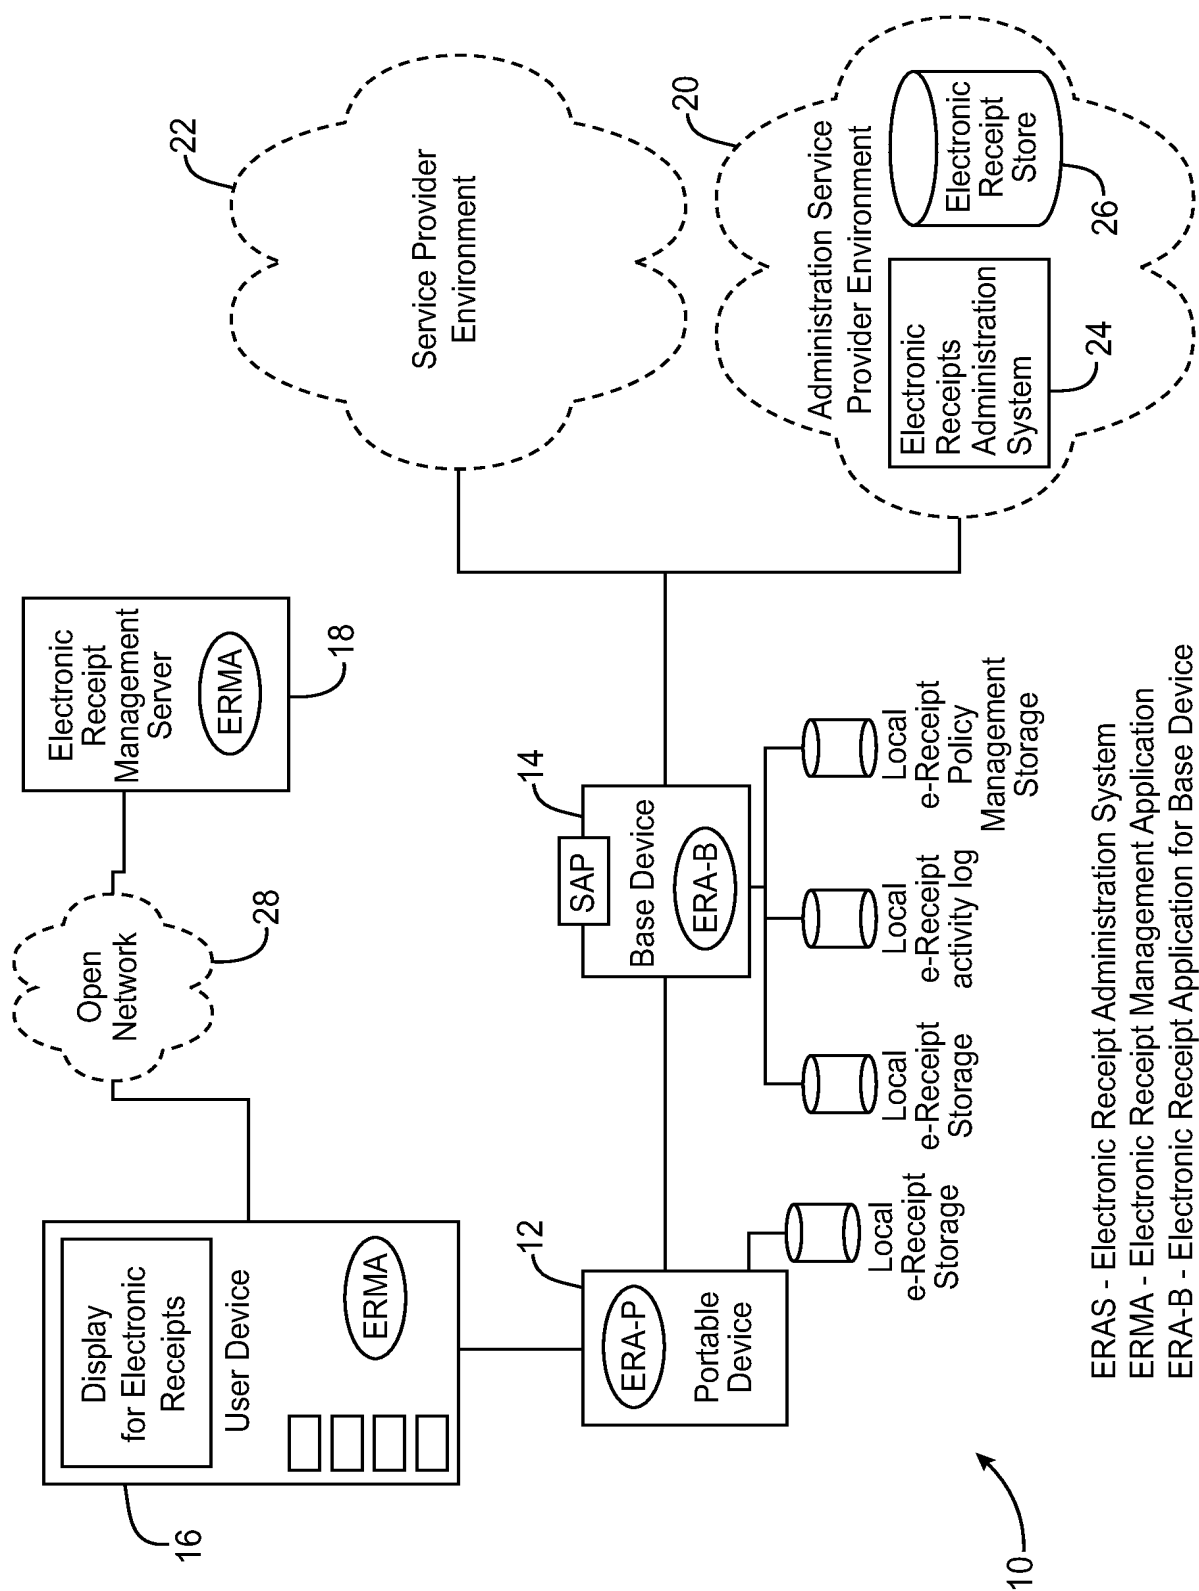 16
Display
for Electronic
Receipts
User Device
ERMA
Open
Network
28
Electronic
Receipt
Management
Server
ERMA
18
22
Service Provider
Environment
12
ERA-P
Portable
Device
Local
e-Receipt
Storage
14
SAP
Base Device
ERA-B
Local
e-Receipt
Storage
Local
e-Receipt
activity log
Local
e-Receipt
Policy
Management
Storage
20
Administration Service
Provider Environment
Electronic
Receipts
Administration
System
24
Electronic
Receipt
Store
26
10
ERAS - Electronic Receipt Administration System
ERMA - Electronic Receipt Management Application
ERA-B - Electronic Receipt Application for Base Device